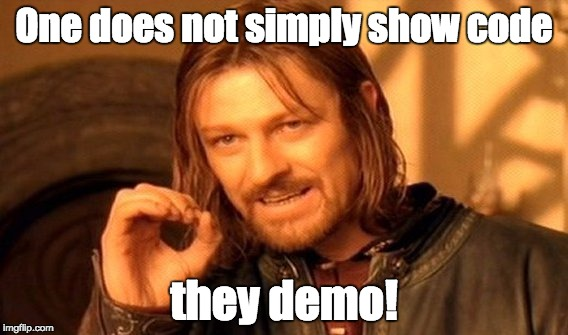 One does not simply show code
they demo!
imgflip.com